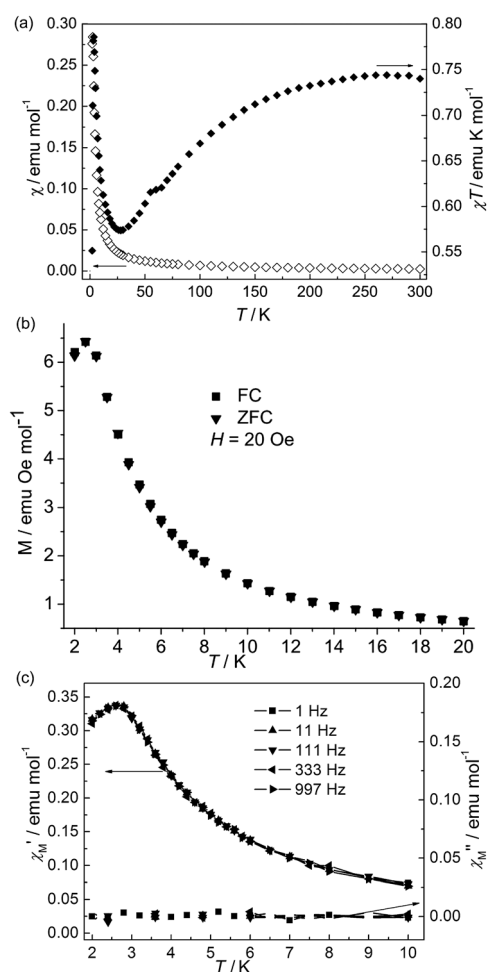 (a)
χ / emu mol⁻¹
0.30
0.25
0.20
0.15
0.10
0.05
0.00
0.80
0.75
0.70
0.65
0.60
0.55
χT / emu K mol⁻¹
0 50 100 150 200 250 300
T / K
(b)
M / emu Oe mol⁻¹
6
5
4
3
2
1
FC
ZFC
H = 20 Oe
2 4 6 8 10 12 14 16 18 20
T / K
(c)
χM' / emu mol⁻¹
0.35
0.30
0.25
0.20
0.15
0.10
0.05
0.00
1 Hz
11 Hz
111 Hz
333 Hz
997 Hz
0.20
0.15
0.10
0.05
0.00
χM'' / emu mol⁻¹
2 3 4 5 6 7 8 9 10
T / K